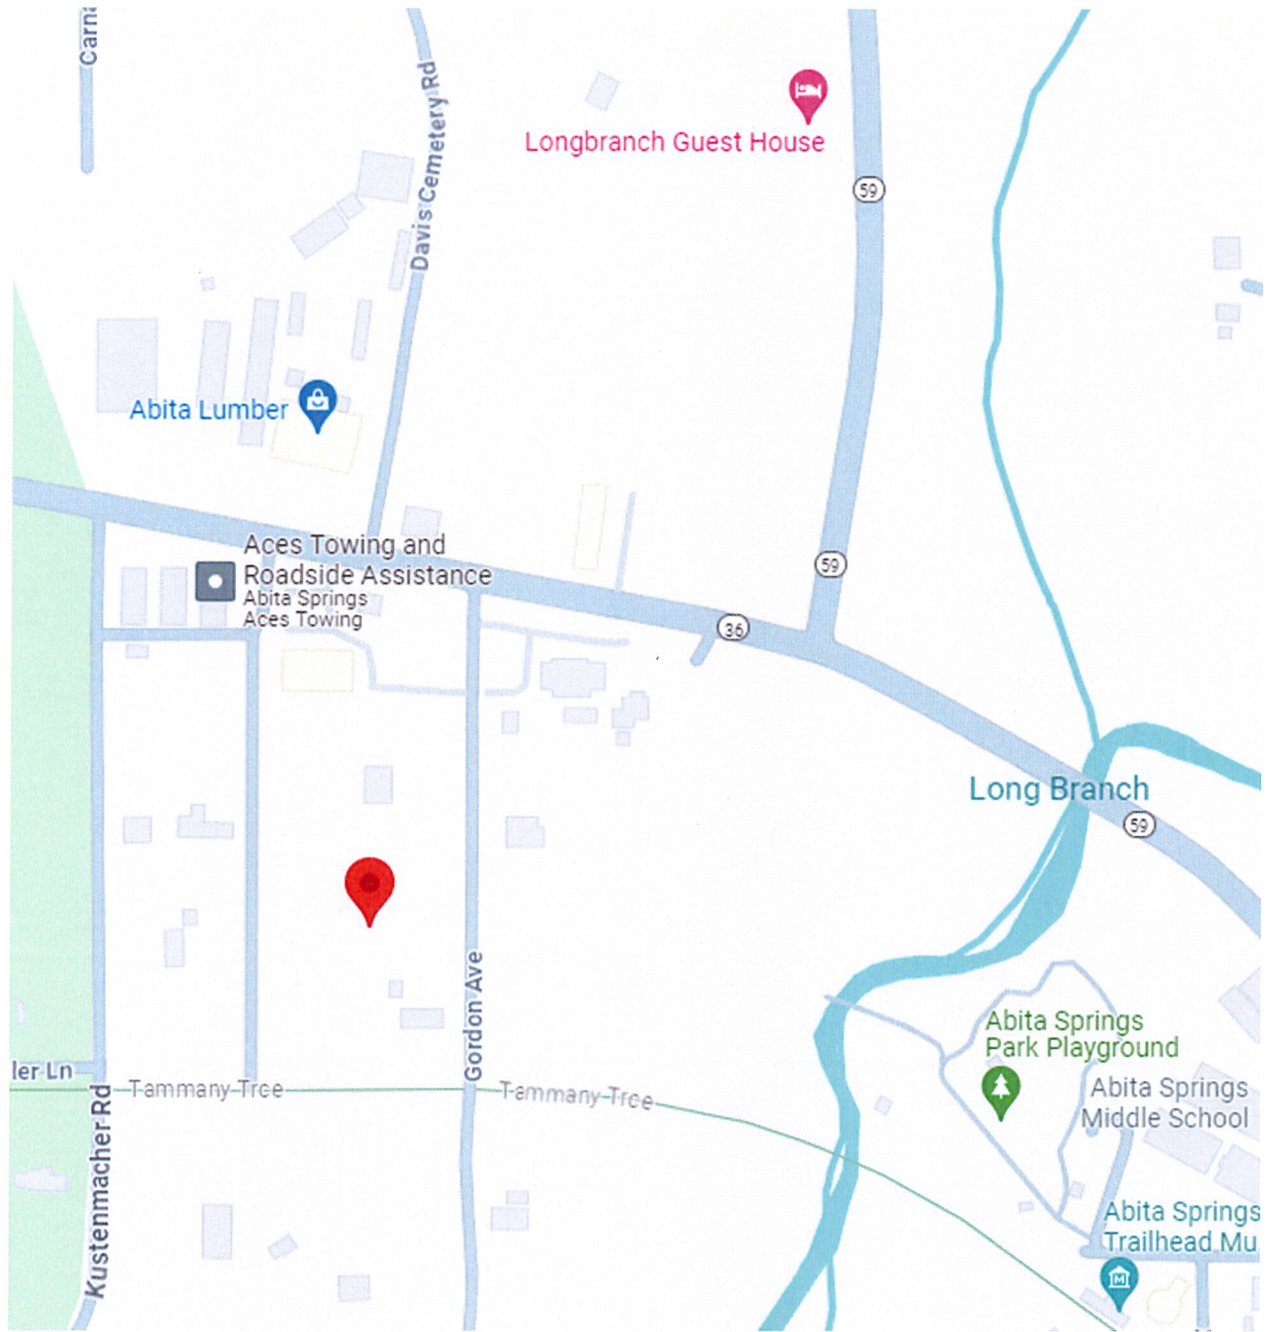 Carna
Davis Cemetery Rd
Longbranch Guest House
59
Abita Lumber
Aces Towing and
Roadside Assistance
Abita Springs
Aces Towing
59
36
Long Branch
59
Gordon Ave
Abita Springs
Park Playground
ler Ln
Tammany Trce
Tammany Trce
Abita Springs
Middle School
Kustenmacher Rd
Abita Springs
Trailhead Mu